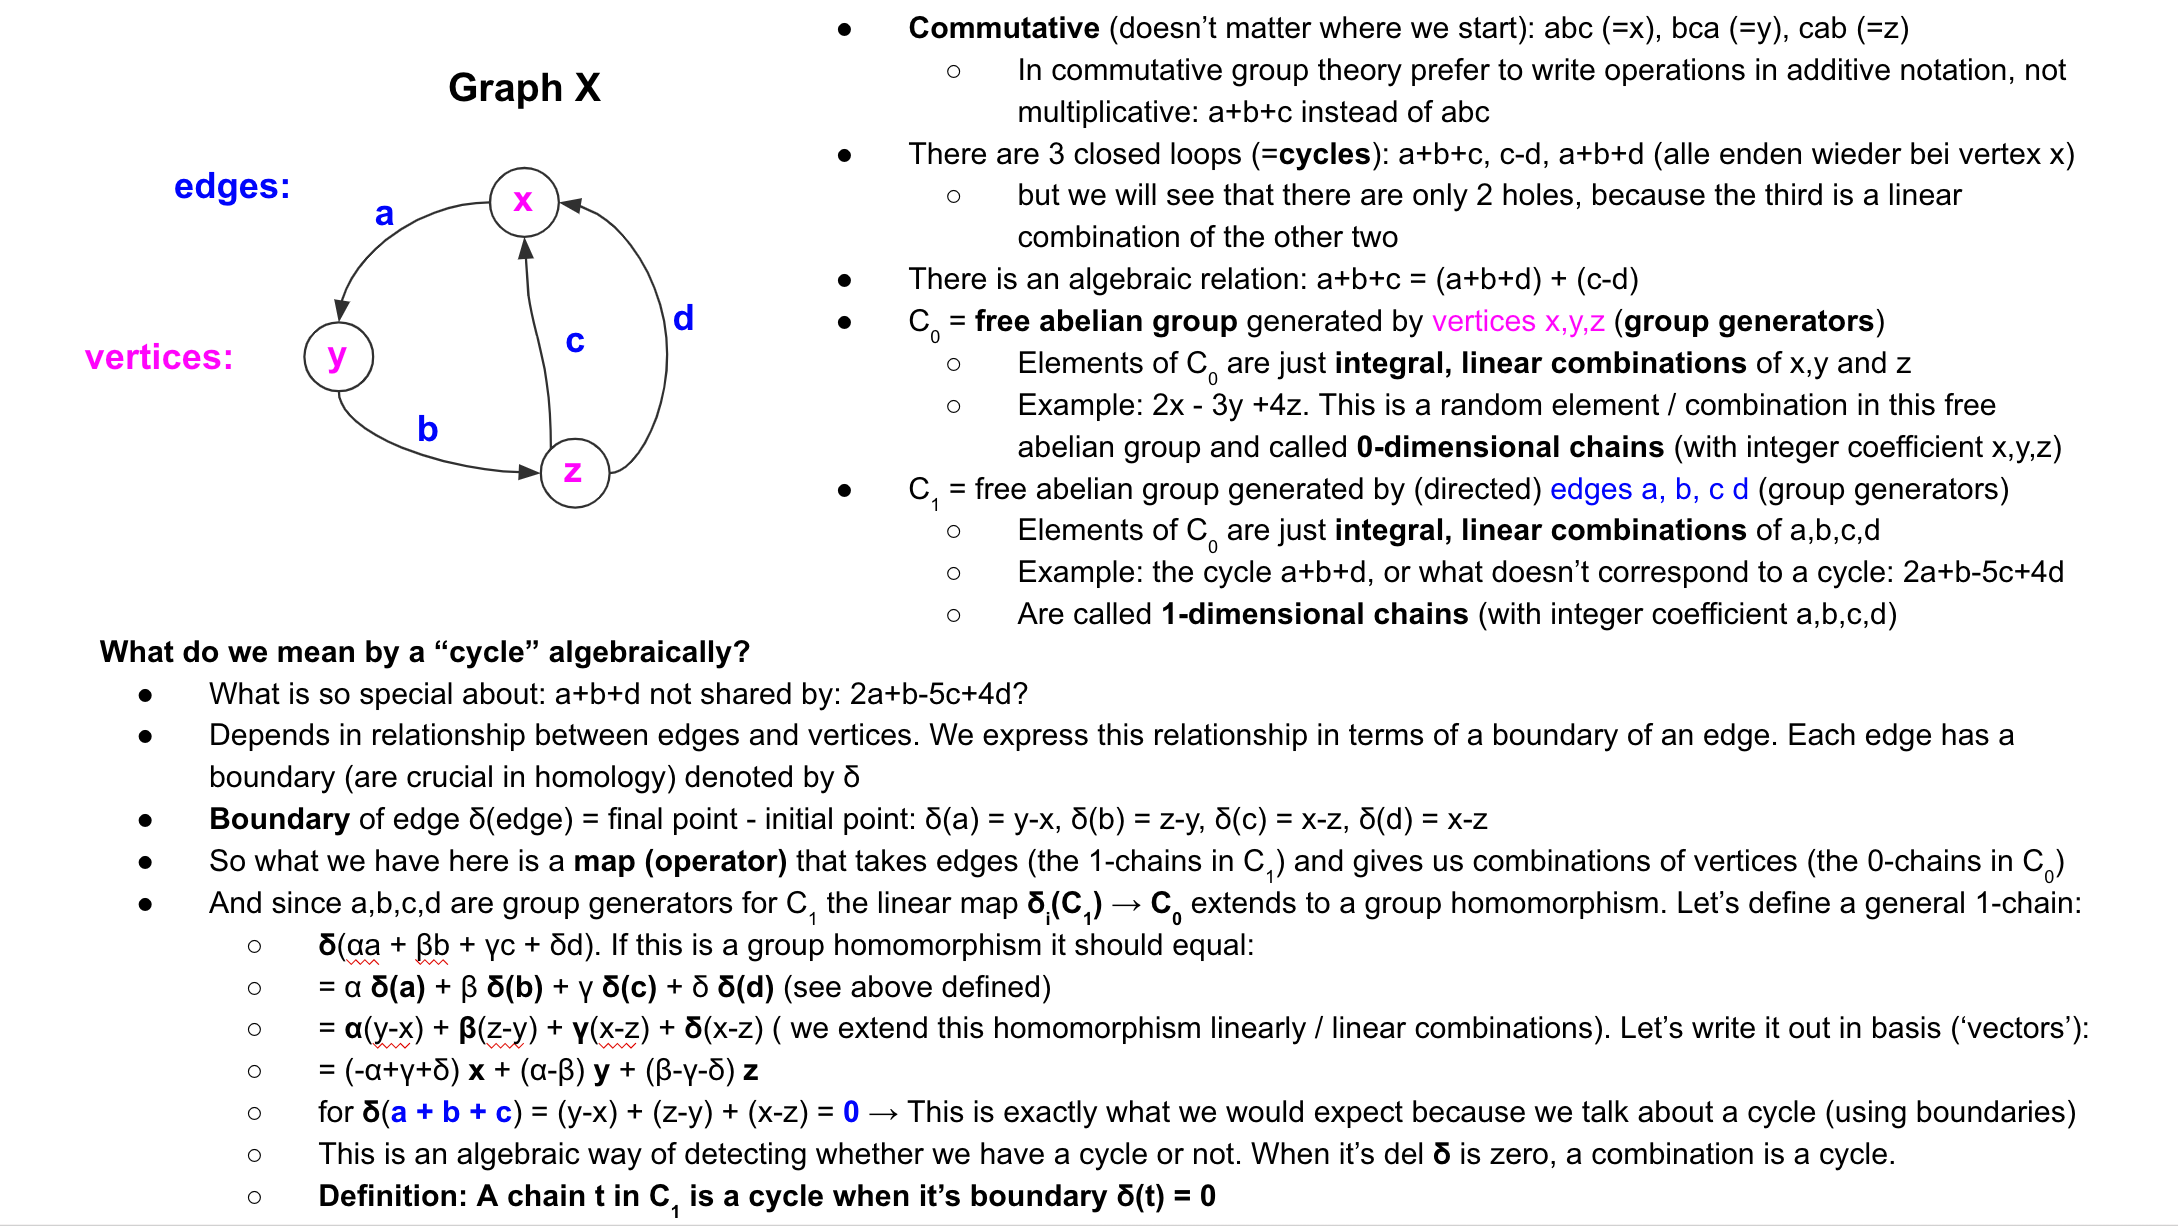 Graph X
edges:
vertices:
x
a
y
c
d
b
z
● Commutative (doesn’t matter where we start): abc (=x), bca (=y), cab (=z)
○ In commutative group theory prefer to write operations in additive notation, not
multiplicative: a+b+c instead of abc
● There are 3 closed loops (=cycles): a+b+c, c-d, a+b+d (alle enden wieder bei vertex x)
○ but we will see that there are only 2 holes, because the third is a linear
combination of the other two
● There is an algebraic relation: a+b+c = (a+b+d) + (c-d)
● C₀ = free abelian group generated by vertices x,y,z (group generators)
○ Elements of C₀ are just integral, linear combinations of x,y and z
○ Example: 2x - 3y +4z. This is a random element / combination in this free
abelian group and called 0-dimensional chains (with integer coefficient x,y,z)
● C₁ = free abelian group generated by (directed) edges a, b, c d (group generators)
○ Elements of C₀ are just integral, linear combinations of a,b,c,d
○ Example: the cycle a+b+d, or what doesn’t correspond to a cycle: 2a+b-5c+4d
○ Are called 1-dimensional chains (with integer coefficient a,b,c,d)
What do we mean by a “cycle” algebraically?
● What is so special about: a+b+d not shared by: 2a+b-5c+4d?
● Depends in relationship between edges and vertices. We express this relationship in terms of a boundary of an edge. Each edge has a
boundary (are crucial in homology) denoted by δ
● Boundary of edge δ(edge) = final point - initial point: δ(a) = y-x, δ(b) = z-y, δ(c) = x-z, δ(d) = x-z
● So what we have here is a map (operator) that takes edges (the 1-chains in C₁) and gives us combinations of vertices (the 0-chains in C₀)
● And since a,b,c,d are group generators for C₁ the linear map δᵢ(C₁) → C₀ extends to a group homomorphism. Let’s define a general 1-chain:
○ δ(αa + βb + γc + δd). If this is a group homomorphism it should equal:
○ = α δ(a) + β δ(b) + γ δ(c) + δ δ(d) (see above defined)
○ = α(y-x) + β(z-y) + γ(x-z) + δ(x-z) ( we extend this homomorphism linearly / linear combinations). Let’s write it out in basis (‘vectors’):
○ = (-α+γ+δ) x + (α-β) y + (β-γ-δ) z
○ for δ(a + b + c) = (y-x) + (z-y) + (x-z) = 0 → This is exactly what we would expect because we talk about a cycle (using boundaries)
○ This is an algebraic way of detecting whether we have a cycle or not. When it’s del δ is zero, a combination is a cycle.
○ Definition: A chain t in C₁ is a cycle when it’s boundary δ(t) = 0